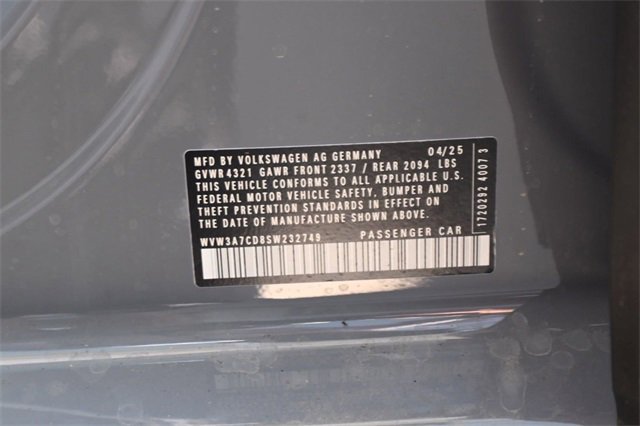 MFD BY VOLKSWAGEN AG GERMANY 04/25
GVWR 4321 GAWR FRONT 2337 / REAR 2094 LBS
THIS VEHICLE CONFORMS TO ALL APPLICABLE U.S.
FEDERAL MOTOR VEHICLE SAFETY, BUMPER AND
THEFT PREVENTION STANDARDS IN EFFECT ON
THE DATE OF MANUFACTURE SHOWN ABOVE.
WVW3A7CD8SW232749 PASSENGER CAR
1720292 4007 3